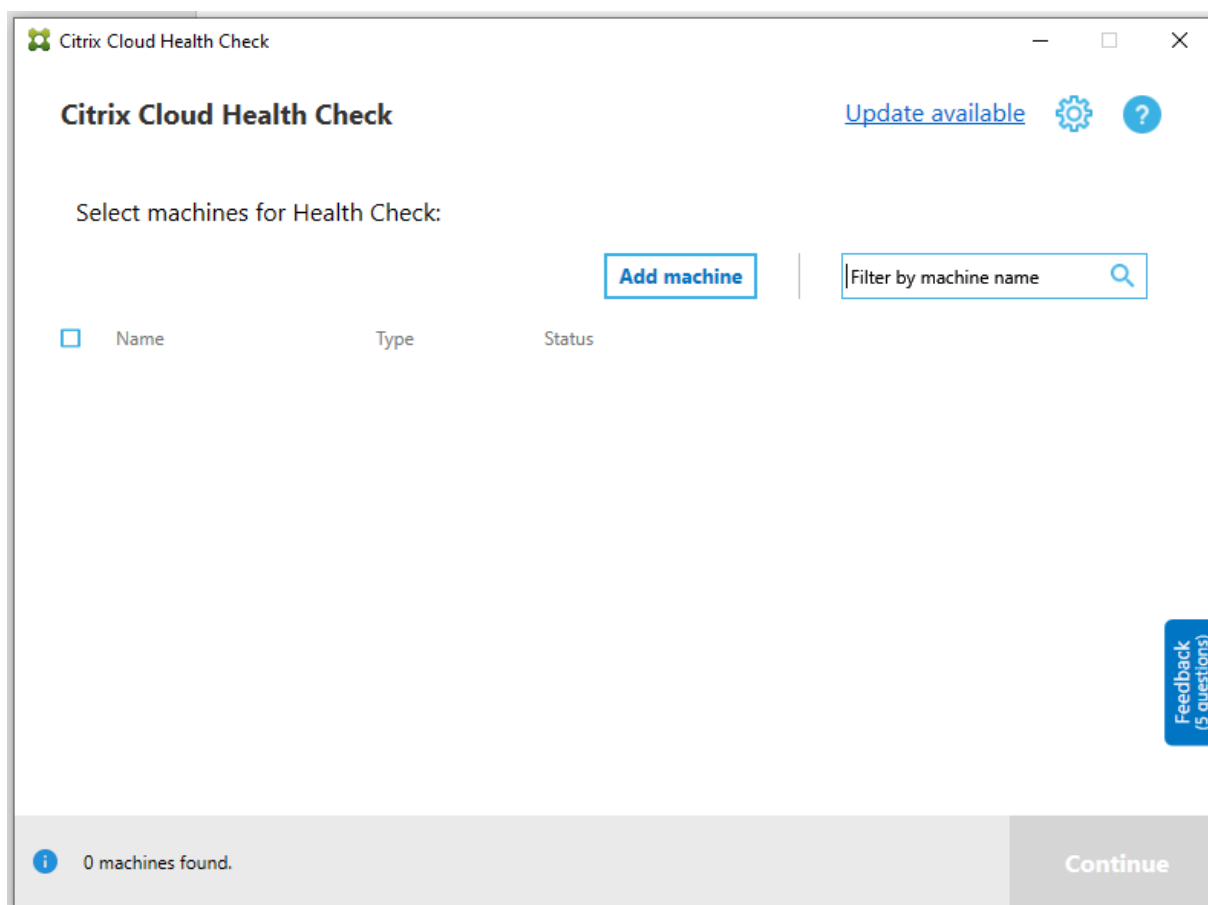 Citrix Cloud Health Check
Citrix Cloud Health Check
Update available
?
Select machines for Health Check:
Add machine
Filter by machine name
Name
Type
Status
Feedback
(5 questions)
i
0 machines found.
Continue